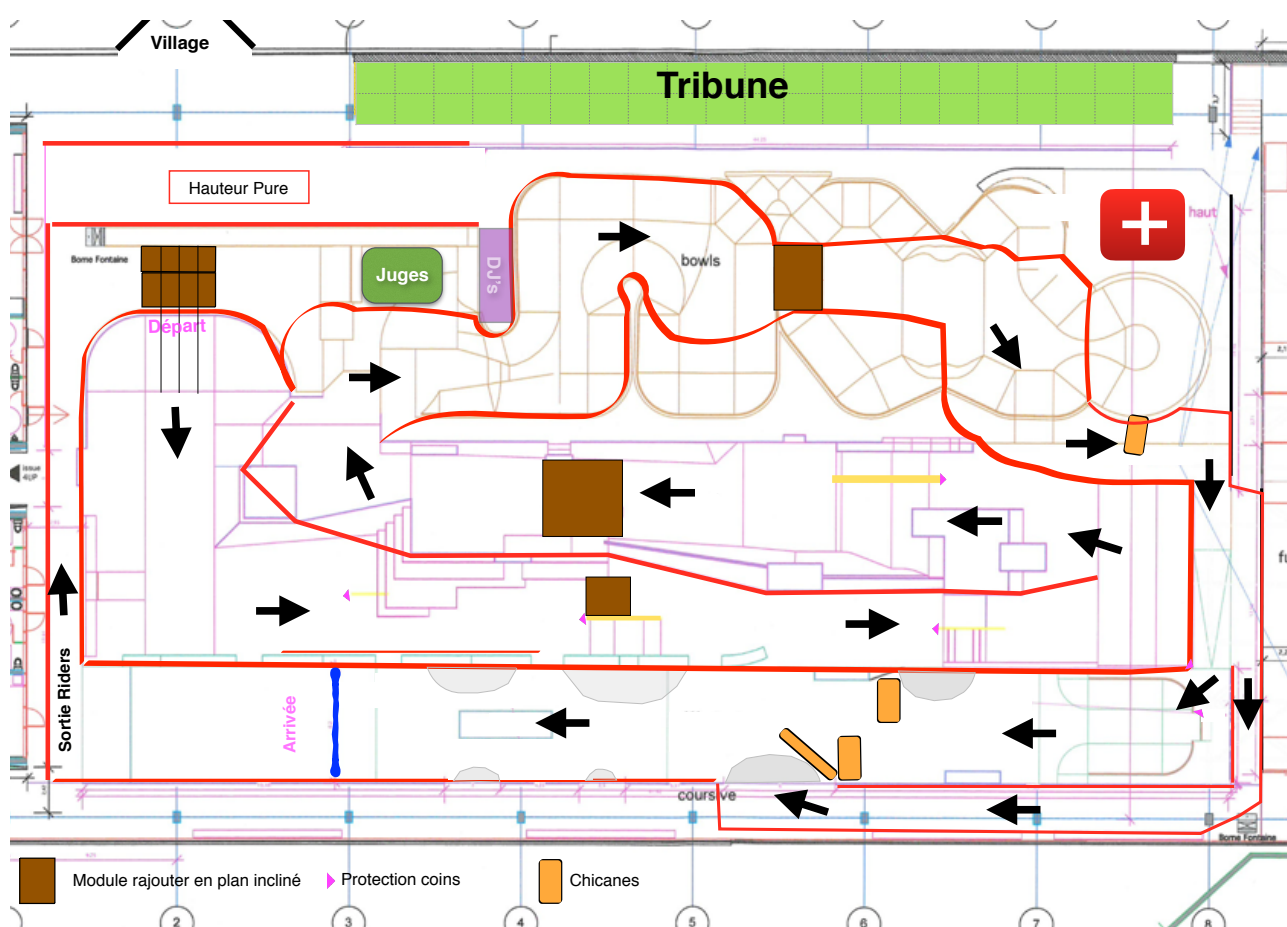 Village
Tribune
Hauteur Pure
haut
Borne Fontaine
Juges
DJ's
bowls
Départ
issue
Sortie Riders
Arrivée
coursive
Borne Fontaine
Module rajouter en plan incliné
Protection coins
Chicanes
2
3
4
5
6
7
8